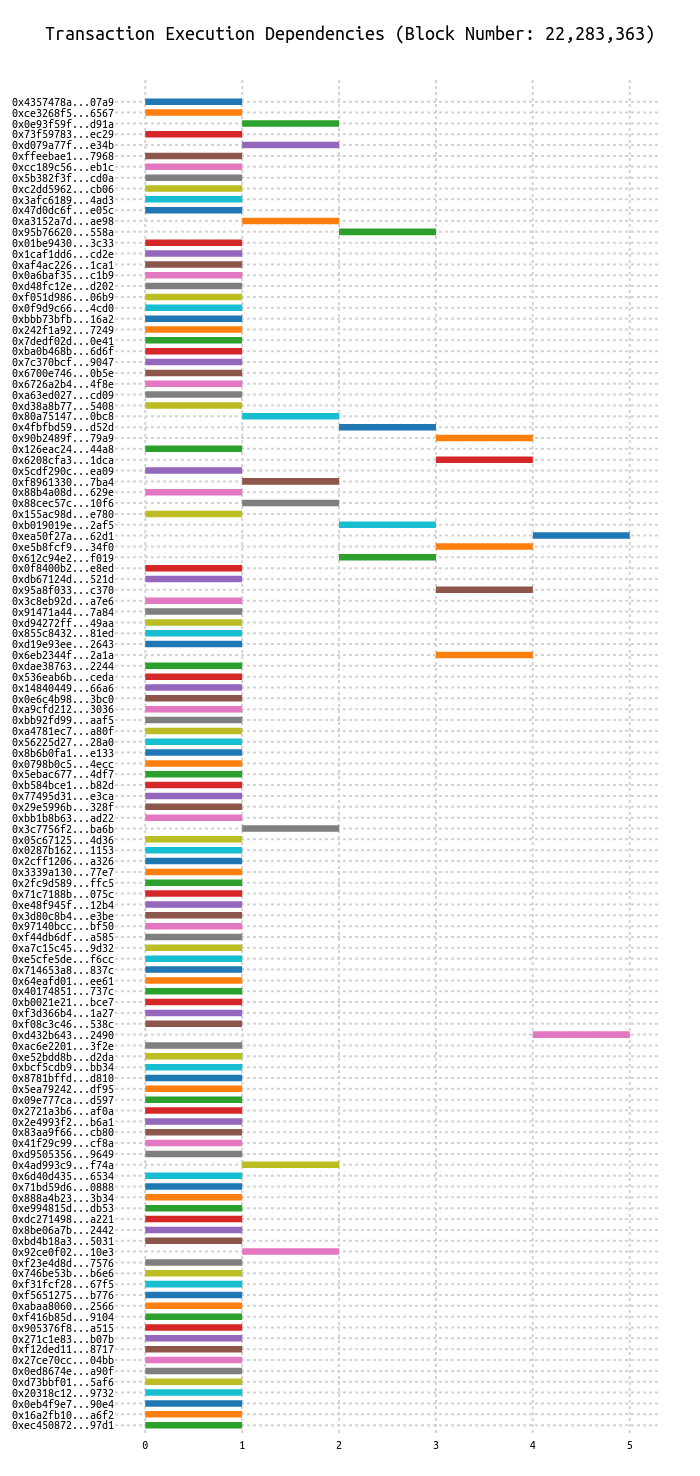 Transaction Execution Dependencies (Block Number: 22,283,363)
0x4357478a...07a9
0xce3268f5...6567
0x0e93f59f...d91a
0x73f59783...ec29
0xd079a77f...e34b
0xffeebae1...7968
0xcc189c56...eb1c
0x5b382f3f...cd0a
0xc2dd5962...cb06
0x3afc6189...4ad3
0x47d0dc6f...e05c
0xa3152a7d...ae98
0x95b76620...558a
0x01be9430...3c33
0x1caf1dd6...cd2e
0xaf4ac226...1ca1
0x0a6baf35...c1b9
0xd48fc12e...d202
0xf051d986...06b9
0x0f9d9c66...4cd0
0xbbb73bfb...16a2
0x242f1a92...7249
0x7dedf02d...0e41
0xba0b468b...6d6f
0x7c370bcf...9047
0x6700e746...0b5e
0x6726a2b4...4f8e
0xa63ed027...cd09
0xd38a8b77...5408
0x80a75147...0bc8
0x4fbfbd59...d52d
0x90b2489f...79a9
0x126eac24...44a8
0x6208cfa3...1dca
0x5cdf290c...ea09
0xf8961330...7ba4
0x88b4a08d...629e
0x88cec57c...10f6
0x155ac98d...e780
0xb019019e...2af5
0xea50f27a...62d1
0xe5b8fcf9...34f0
0x612c94e2...f019
0x0f8400b2...e8ed
0xdb67124d...521d
0x95a8f033...c370
0x3c8eb92d...a7e6
0x91471a44...7a84
0xd94272ff...49aa
0x855c8432...81ed
0xd19e93ee...2643
0x6eb2344f...2a1a
0xdae38763...2244
0x536eab6b...ceda
0x14840449...66a6
0x0e6c4b98...3bc0
0xa9cfd212...3036
0xbb92fd99...aaf5
0xa4781ec7...a80f
0x56225d27...28a0
0x8b6b0fa1...e133
0x0798b0c5...4ecc
0x5ebac677...4df7
0xb584bce1...b82d
0x77495d31...e3ca
0x29e5996b...328f
0xbb1b8b63...ad22
0x3c7756f2...ba6b
0x05c67125...4d36
0x0287b162...1153
0x2cff1206...a326
0x3339a130...77e7
0x2fc9d589...ffc5
0x71c7188b...075c
0xe48f945f...12b4
0x3d80c8b4...e3be
0x97140bcc...bf50
0xf44db6df...a585
0xa7c15c45...9d32
0xe5cfe5de...f6cc
0x714653a8...837c
0x64eafd01...ee61
0x40174851...737c
0xb0021e21...bce7
0xf3d366b4...1a27
0xf08c3c46...538c
0xd432b643...2490
0xac6e2201...3f2e
0xe52bdd8b...d2da
0xbcf5cdb9...bb34
0x8781bffd...d810
0x5ea79242...df95
0x09e777ca...d597
0x2721a3b6...af0a
0x2e4993f2...b6a1
0x83aa9f66...cb80
0x41f29c99...cf8a
0xd9505356...9649
0x4ad993c9...f74a
0x6d40d435...6534
0x71bd59d6...0888
0x888a4b23...3b34
0xe994815d...db53
0xdc271498...a221
0x8be06a7b...2442
0xbd4b18a3...5031
0x92ce0f02...10e3
0xf23e4d8d...7576
0x746be53b...b6e6
0xf31fcf28...67f5
0xf5651275...b776
0xabaa8060...2566
0xf416b85d...9104
0x905376f8...a515
0x271c1e83...b07b
0xf12ded11...8717
0x27ce70cc...04bb
0x0ed8674e...a90f
0xd73bbf01...5af6
0x20318c12...9732
0x0eb4f9e7...90e4
0x16a2fb10...a6f2
0xec450872...97d1
0 1 2 3 4 5